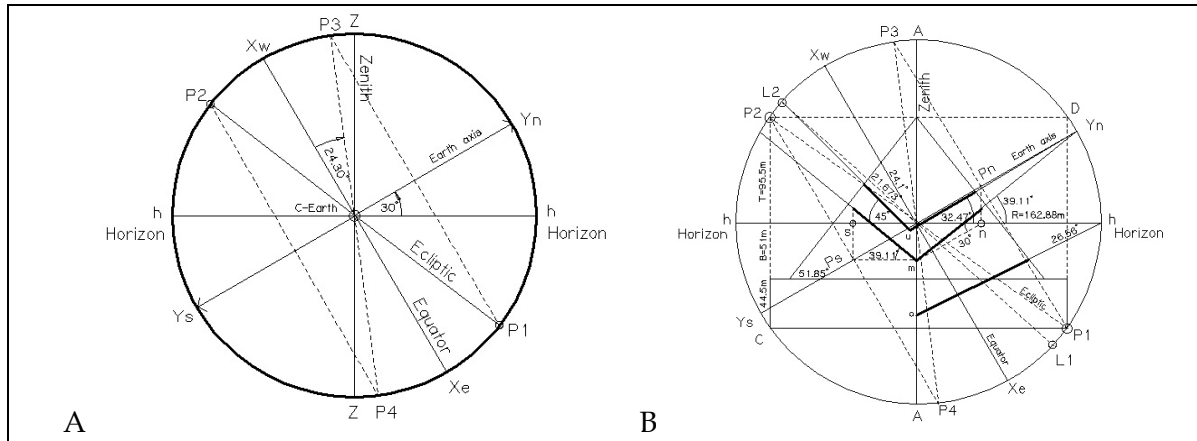 P3
Z
Xw
Zenith
P2
Yn
24.30°
Earth axis
C-Earth
30°
h
Horizon
h
Horizon
Ecliptic
Equator
Ys
P1
Xe
Z
P4
A
P3
A
Xw
L2
P2
Zenith
D
Yn
Earth axis
T=95.5m
24.1°
21.673°
Pn
39.11°
45°
32.47°
R=162.88m
h
Horizon
s
u
n
h
Horizon
30°
26.56°
B=51m
Ps
39.11°
m
51.85°
44.5m
Ecliptic
Ys
C
o
Equator
P1
L1
Xe
A
P4
B